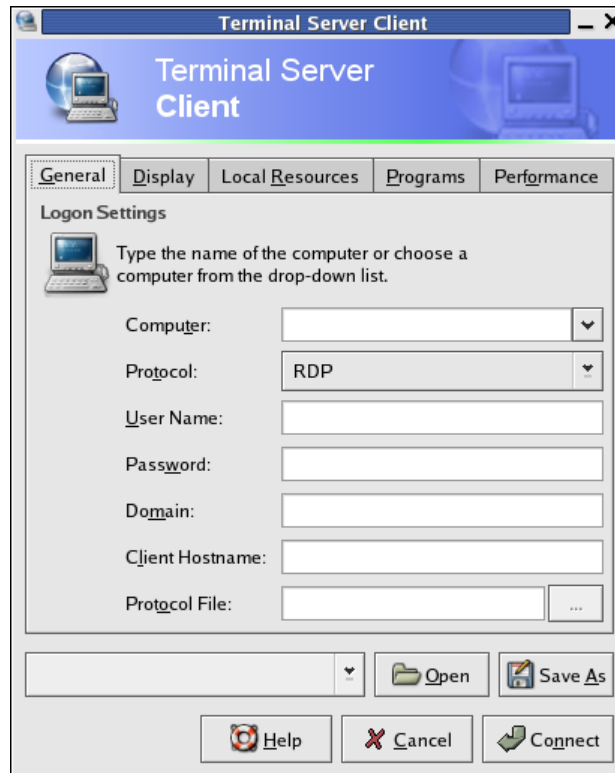 Terminal Server Client
Terminal Server
Client
General Display Local Resources Programs Performance
Logon Settings
Type the name of the computer or choose a
computer from the drop-down list.
Computer:
Protocol: RDP
User Name:
Password:
Domain:
Client Hostname:
Protocol File: ...
Open Save As
Help Cancel Connect